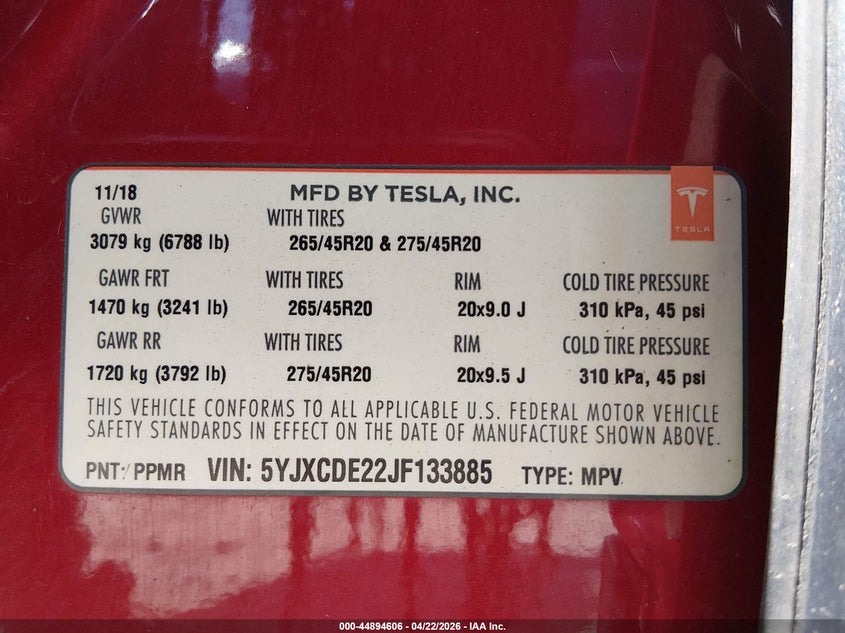 11/18 MFD BY TESLA, INC.
TESLA
GVWR WITH TIRES
3079 kg (6788 lb) 265/45R20 & 275/45R20
GAWR FRT WITH TIRES RIM COLD TIRE PRESSURE
1470 kg (3241 lb) 265/45R20 20x9.0 J 310 kPa, 45 psi
GAWR RR WITH TIRES RIM COLD TIRE PRESSURE
1720 kg (3792 lb) 275/45R20 20x9.5 J 310 kPa, 45 psi
THIS VEHICLE CONFORMS TO ALL APPLICABLE U.S. FEDERAL MOTOR VEHICLE
SAFETY STANDARDS IN EFFECT ON THE DATE OF MANUFACTURE SHOWN ABOVE.
PNT: PPMR VIN: 5YJXCDE22JF133885 TYPE: MPV
000-44894606 - 04/22/2026 - IAA Inc.